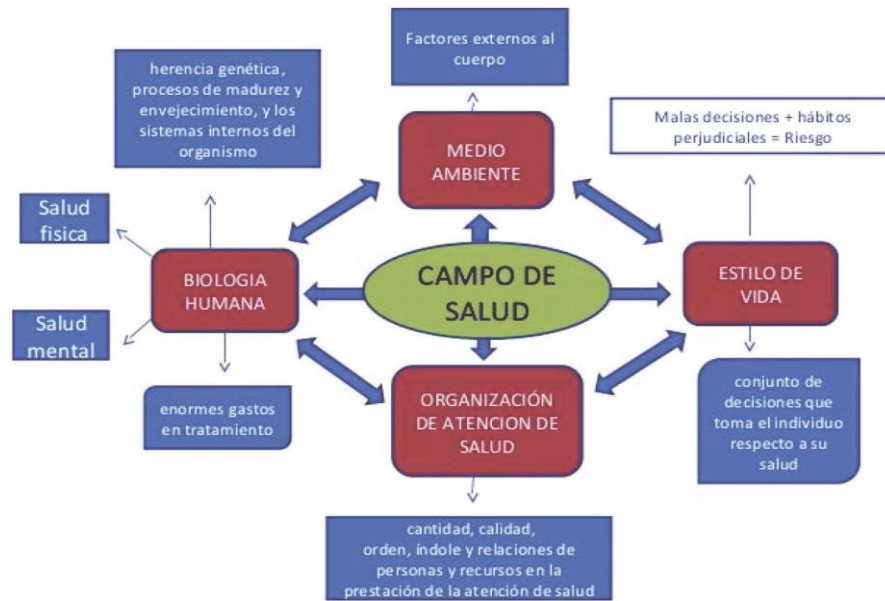 Factores externos al
cuerpo
herencia genética,
procesos de madurez y
envejecimiento, y los
sistemas internos del
organismo
Malas decisiones + hábitos
perjudiciales = Riesgo
MEDIO
AMBIENTE
Salud
fisica
BIOLOGIA
HUMANA
CAMPO DE
SALUD
ESTILO DE
VIDA
Salud
mental
enormes gastos
en tratamiento
ORGANIZACIÓN
DE ATENCION DE
SALUD
conjunto de
decisiones que
toma el individuo
respecto a su
salud
cantidad, calidad,
orden, índole y relaciones de
personas y recursos en la
prestación de la atención de salud